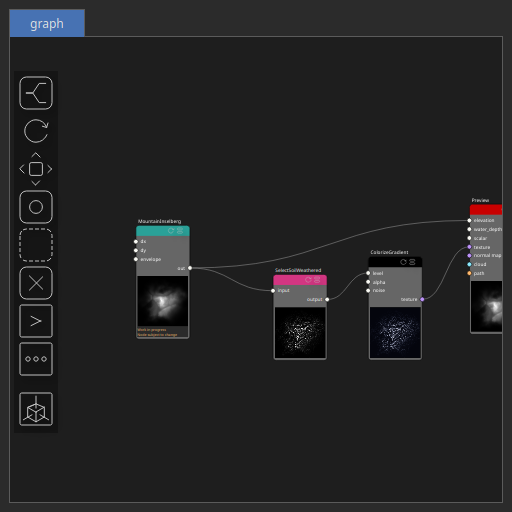 graph
MountainInselberg
dx
dy
envelope
out
Work in progress
Node subject to change
SelectSoilWeathered
input
output
ColorizeGradient
level
alpha
noise
texture
Preview
elevation
water_depth
scalar
texture
normal map
cloud
path